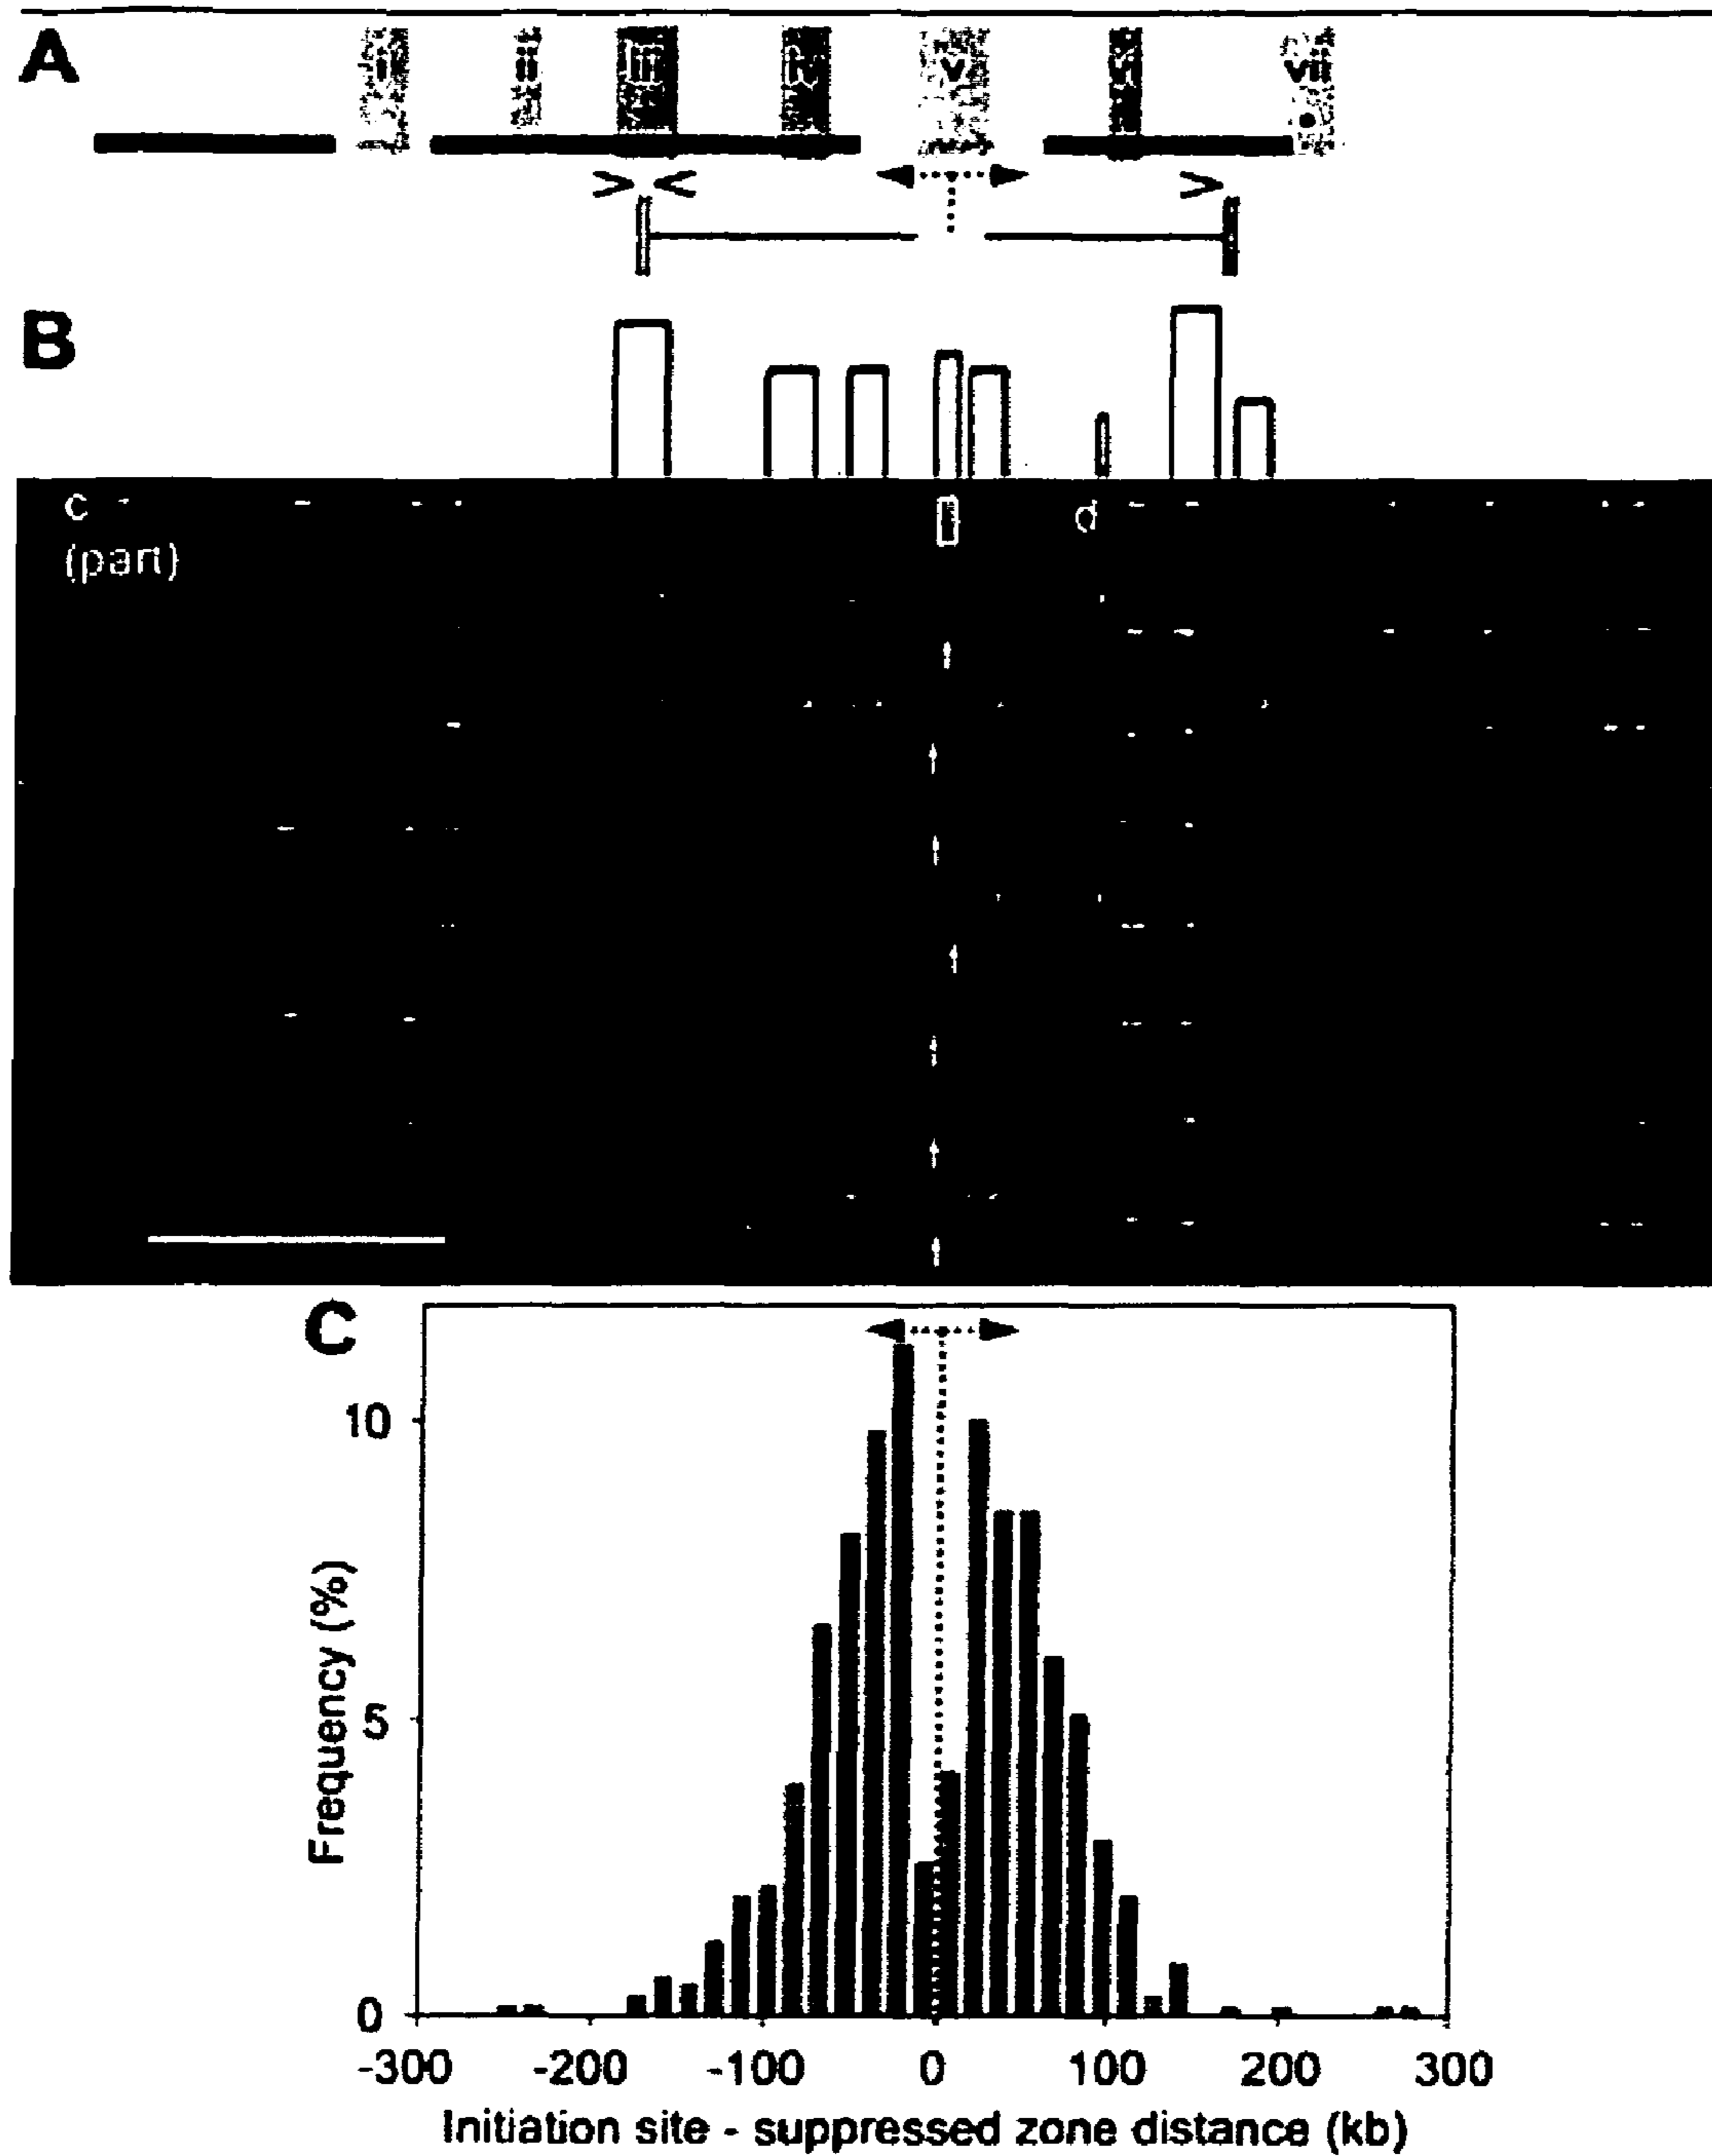 A
i ii iii iv v vi vii
> < >
B
c d
(part)
C
10
5
0
Frequency (%)
-300 -200 -100 0 100 200 300
Initiation site - suppressed zone distance (kb)